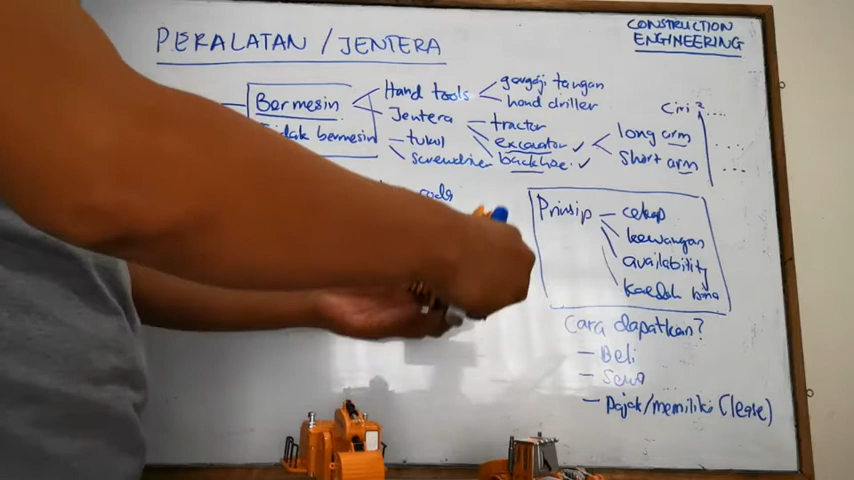 PERALATAN / JENTERA
CONSTRUCTION
ENGINEERING
Bermesin
Tidak bermesin
Hand tools
gergaji tangan
hand driller
Jentera
tractor
excavator ✓
backhoe ✓
long arm
short arm
tukul
screwdriver
Ciri²
Prinsip – cekap
kewangan
availability
kaedah bina
Cara dapatkan?
– Beli
– Sewa
– Pajak/memiliki (lease)